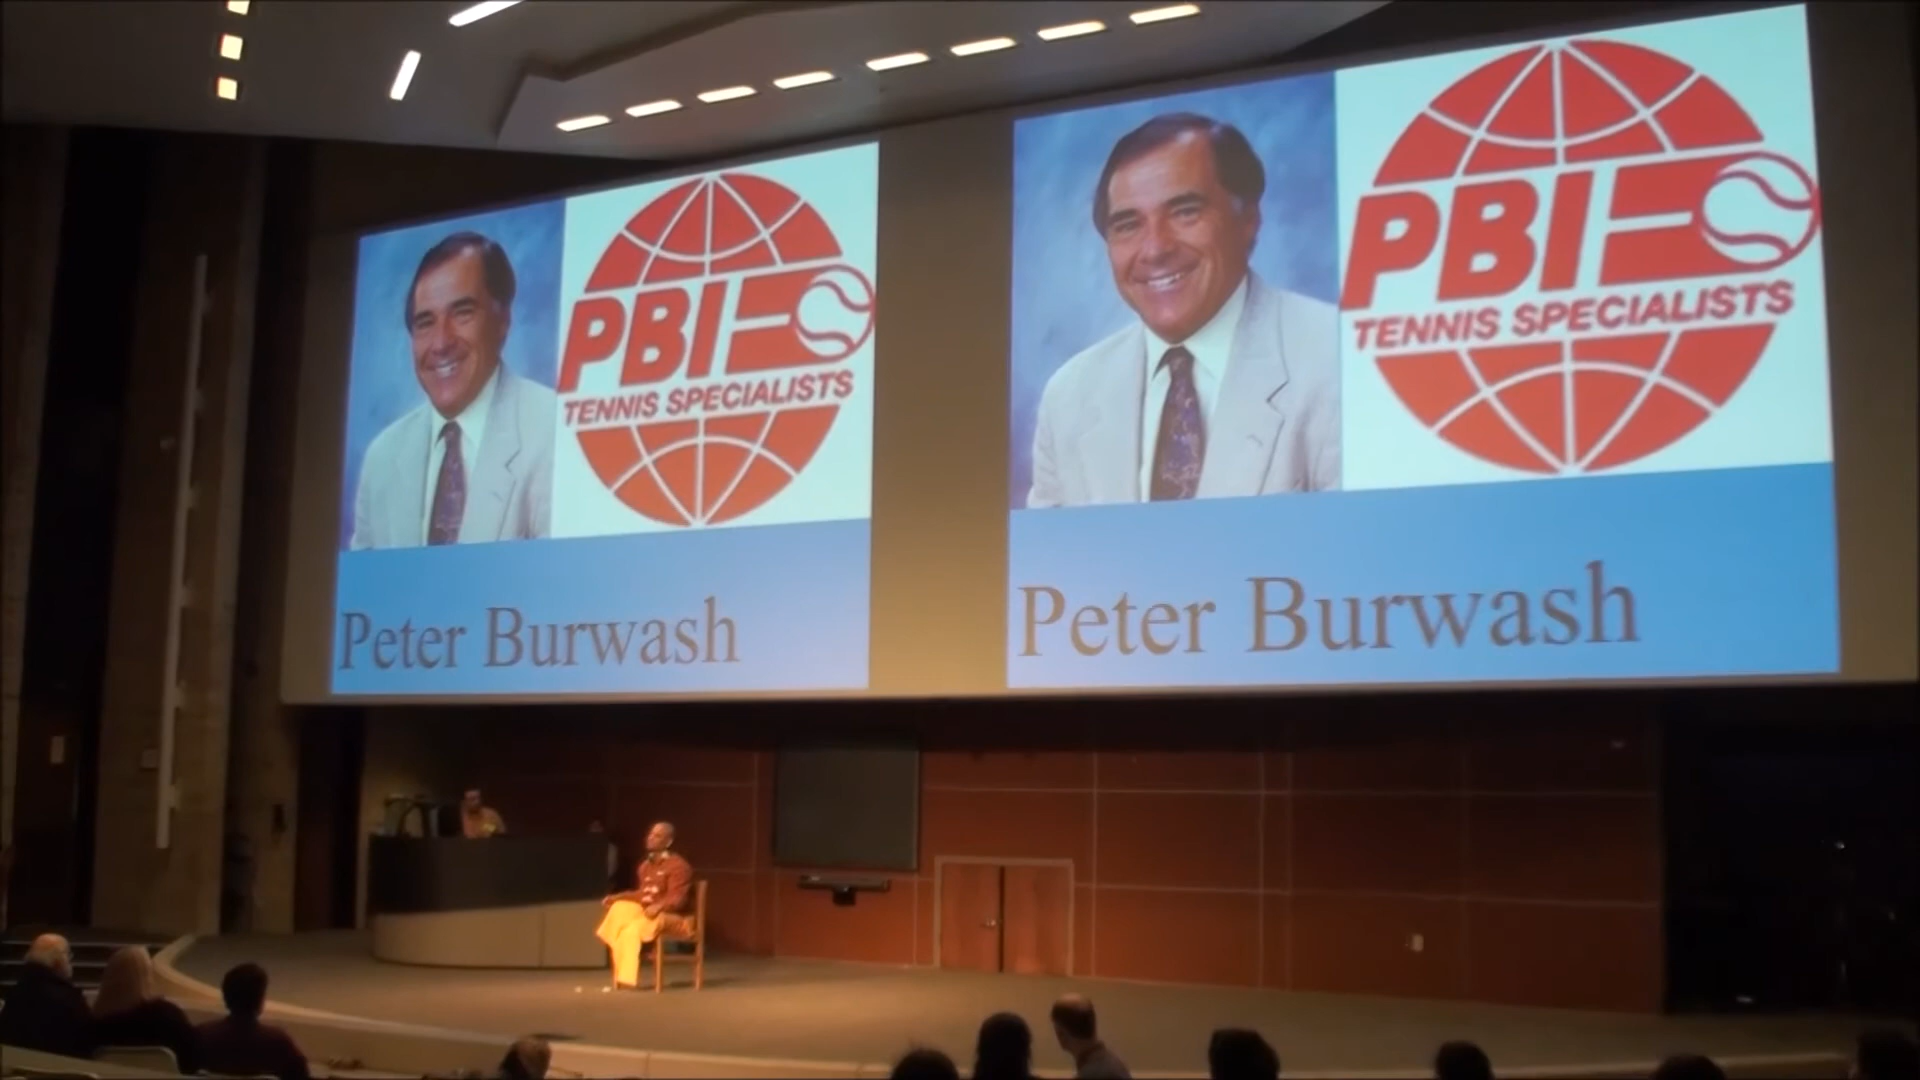 PBI
TENNIS SPECIALISTS
Peter Burwash
PBI
TENNIS SPECIALISTS
Peter Burwash